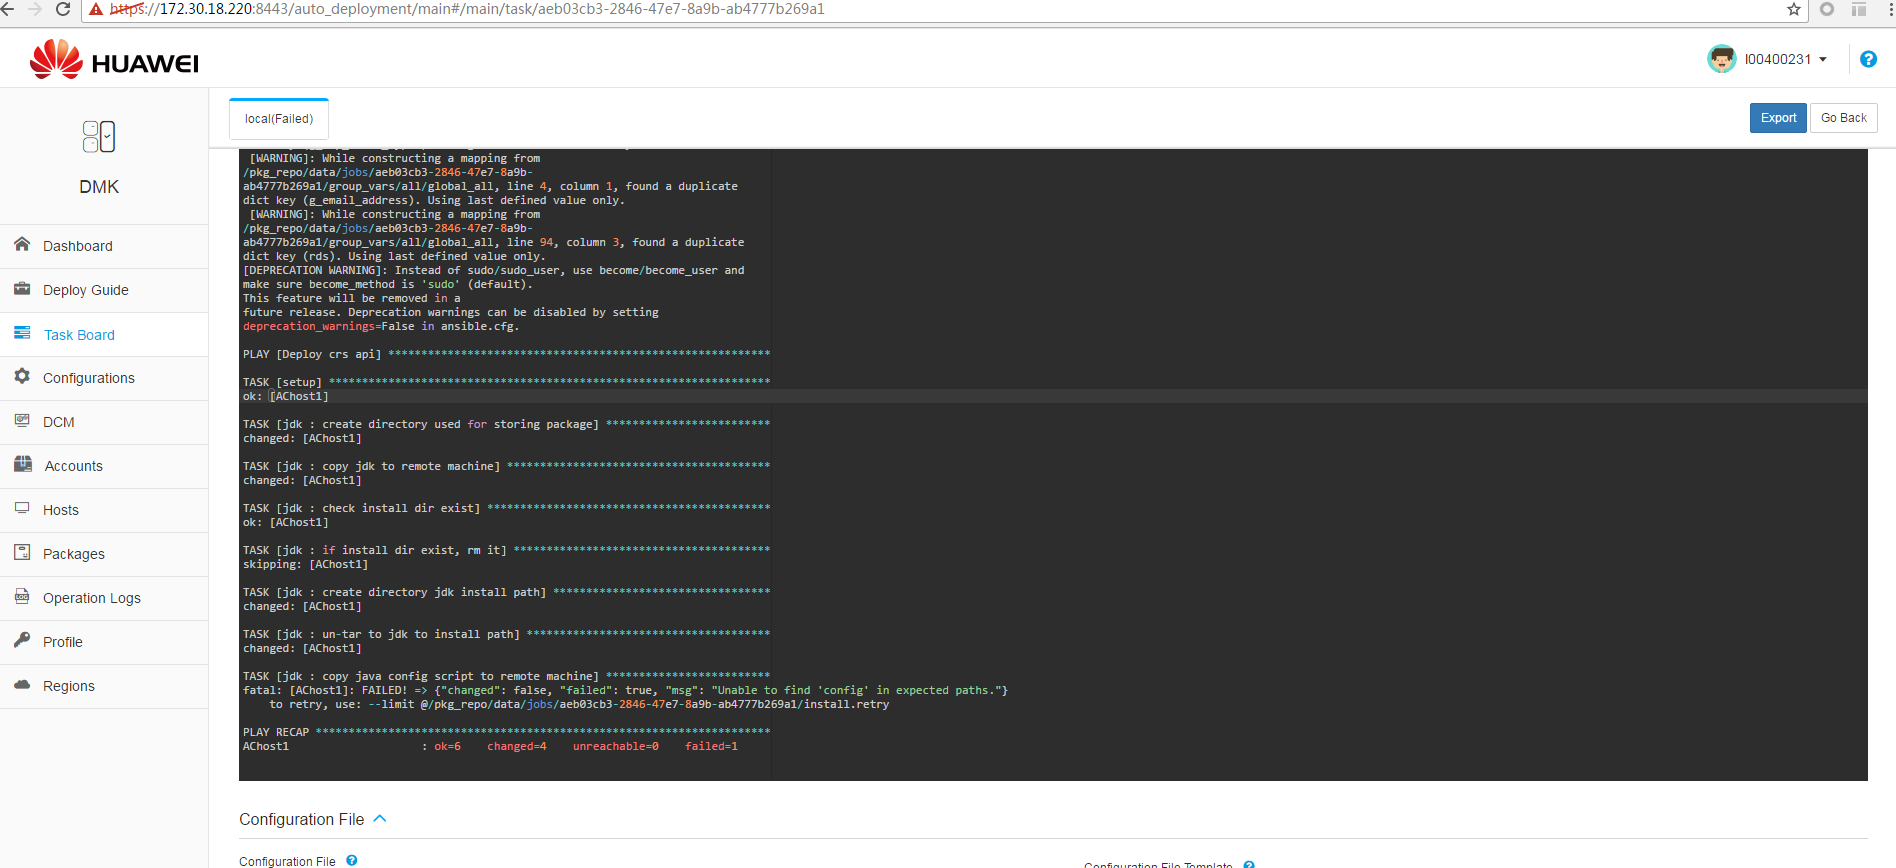 https://172.30.18.220:8443/auto_deployment/main#/main/task/aeb03cb3-2846-47e7-8a9b-ab4777b269a1
HUAWEI
l00400231
DMK
Dashboard
Deploy Guide
Task Board
Configurations
DCM
Accounts
Hosts
Packages
Operation Logs
Profile
Regions
local(Failed)
Export
Go Back
[WARNING]: While constructing a mapping from
/pkg_repo/data/jobs/aeb03cb3-2846-47e7-8a9b-
ab4777b269a1/group_vars/all/global_all, line 4, column 1, found a duplicate
dict key (g_email_address). Using last defined value only.
[WARNING]: While constructing a mapping from
/pkg_repo/data/jobs/aeb03cb3-2846-47e7-8a9b-
ab4777b269a1/group_vars/all/global_all, line 94, column 3, found a duplicate
dict key (rds). Using last defined value only.
[DEPRECATION WARNING]: Instead of sudo/sudo_user, use become/become_user and
make sure become_method is 'sudo' (default).
This feature will be removed in a
future release. Deprecation warnings can be disabled by setting
deprecation_warnings=False in ansible.cfg.
PLAY [Deploy crs api] **********************************************************
TASK [setup] *******************************************************************
ok: [AChost1]
TASK [jdk : create directory used for storing package] *************************
changed: [AChost1]
TASK [jdk : copy jdk to remote machine] ****************************************
changed: [AChost1]
TASK [jdk : check install dir exist] *******************************************
ok: [AChost1]
TASK [jdk : if install dir exist, rm it] ***************************************
skipping: [AChost1]
TASK [jdk : create directory jdk install path] *********************************
changed: [AChost1]
TASK [jdk : un-tar to jdk to install path] *************************************
changed: [AChost1]
TASK [jdk : copy java config script to remote machine] *************************
fatal: [AChost1]: FAILED! => {"changed": false, "failed": true, "msg": "Unable to find 'config' in expected paths."}
to retry, use: --limit @/pkg_repo/data/jobs/aeb03cb3-2846-47e7-8a9b-ab4777b269a1/install.retry
PLAY RECAP *********************************************************************
AChost1 : ok=6 changed=4 unreachable=0 failed=1
Configuration File
Configuration File
Configuration File Template